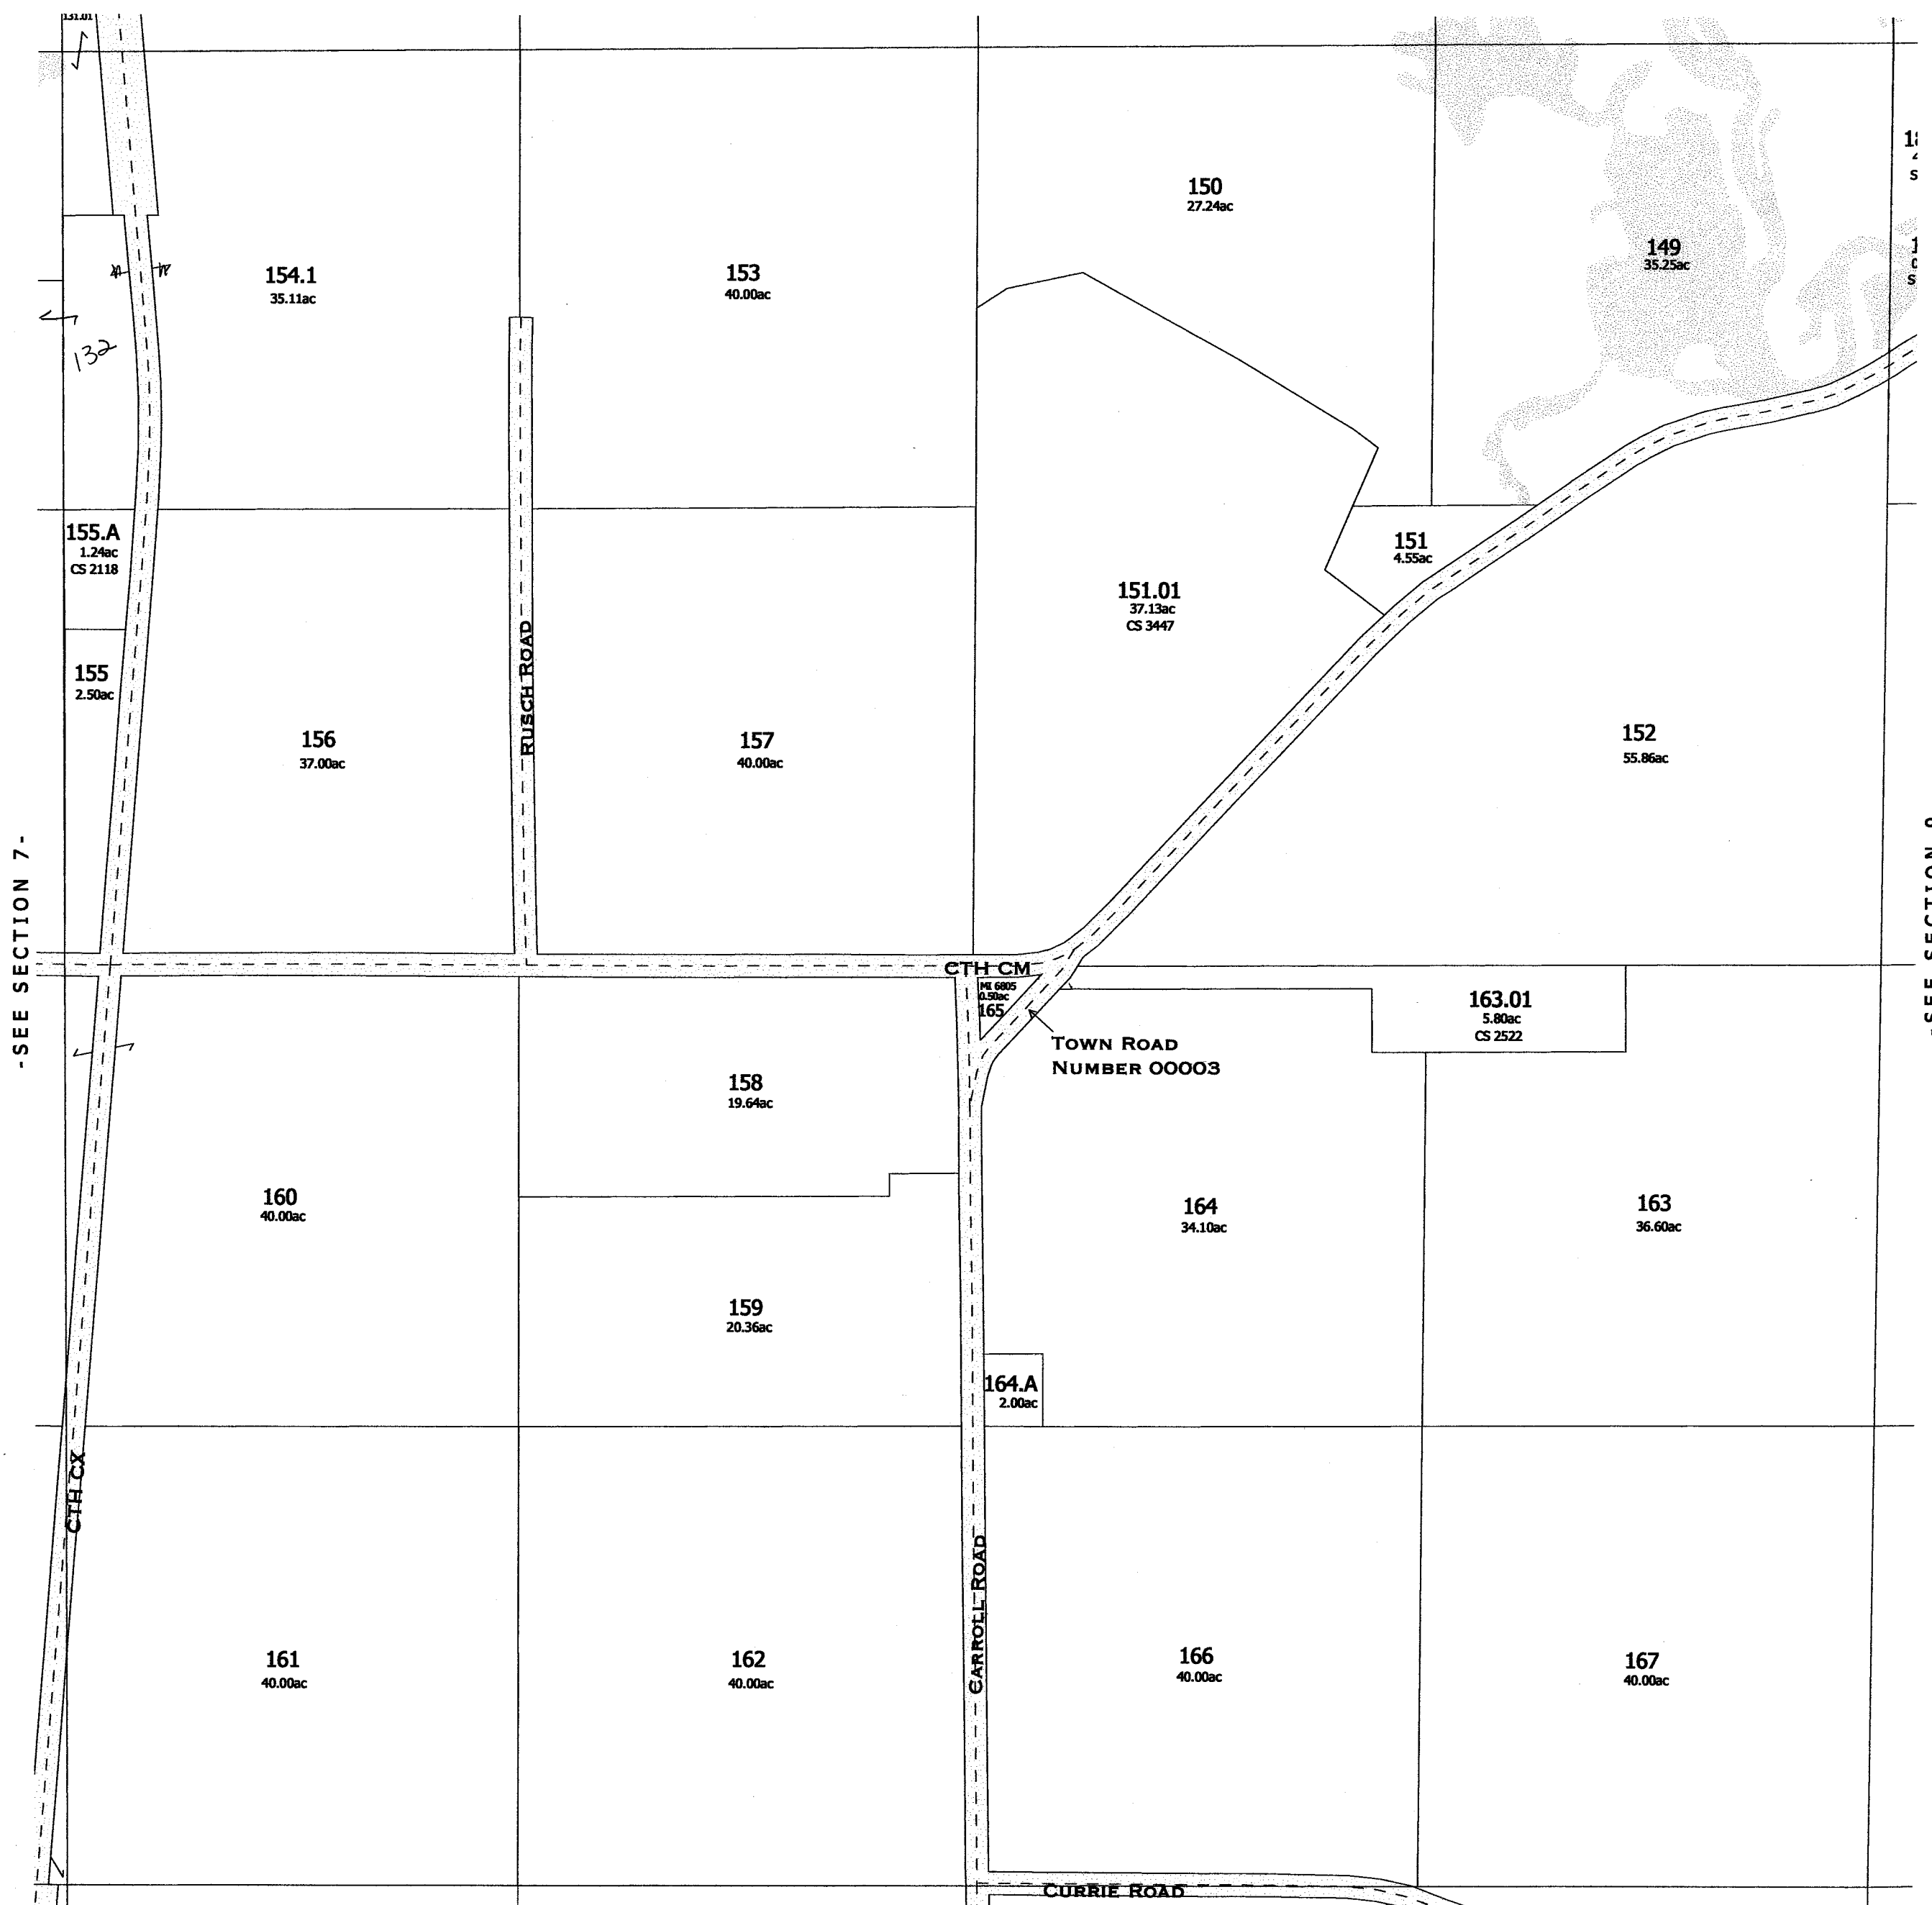 131.01
150
27.24ac
149
35.25ac
154.1
35.11ac
153
40.00ac
132
155.A
1.24ac
CS 2118
151
4.55ac
151.01
37.13ac
CS 3447
155
2.50ac
RUSCH ROAD
156
37.00ac
157
40.00ac
152
55.86ac
-SEE SECTION 7-
CTH CM
MI 6805
0.50ac
165
163.01
5.80ac
CS 2522
TOWN ROAD
NUMBER 00003
158
19.64ac
160
40.00ac
164
34.10ac
163
36.60ac
159
20.36ac
164.A
2.00ac
CTH CX
CARROLL ROAD
161
40.00ac
162
40.00ac
166
40.00ac
167
40.00ac
CURRIE ROAD